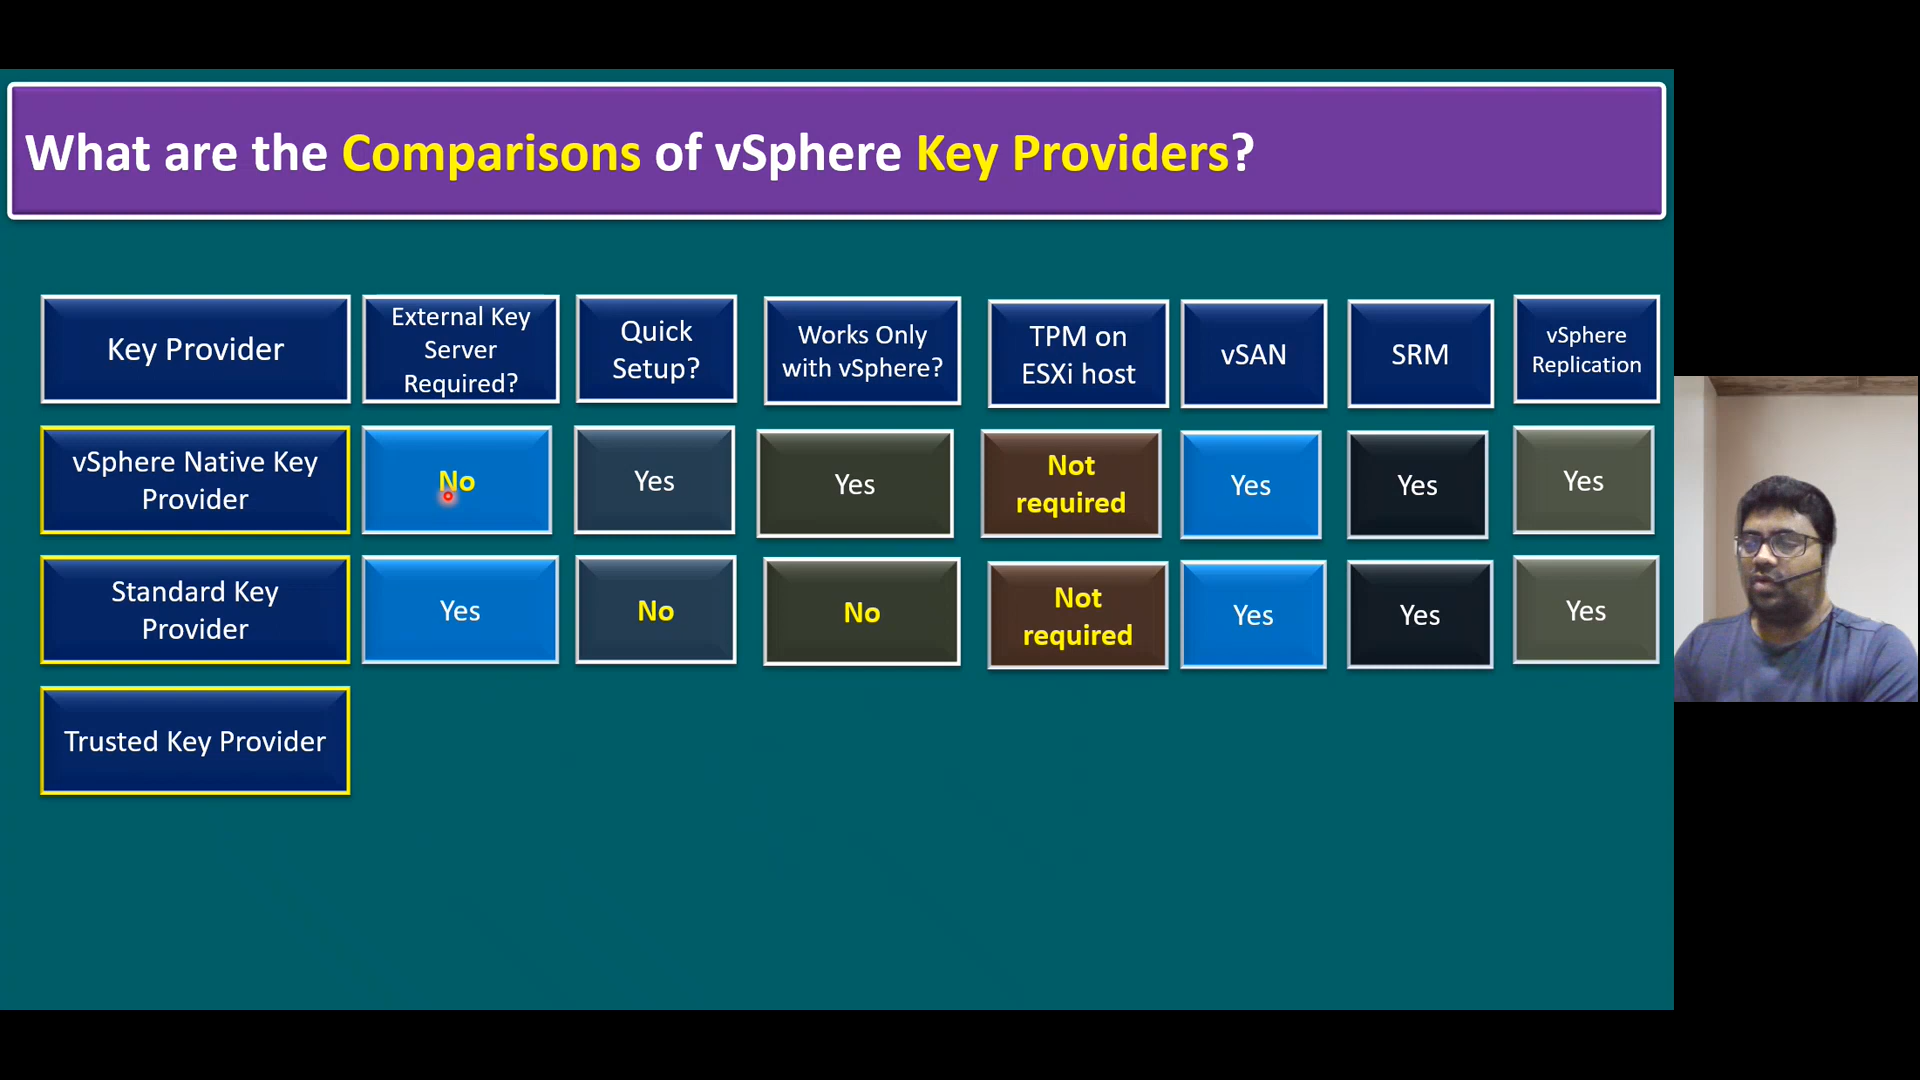 What are the Comparisons of vSphere Key Providers?
Key Provider
External Key
Server
Required?
Quick
Setup?
Works Only
with vSphere?
TPM on
ESXi host
vSAN
SRM
vSphere
Replication
vSphere Native Key
Provider
No
Yes
Yes
Not
required
Yes
Yes
Yes
Standard Key
Provider
Yes
No
No
Not
required
Yes
Yes
Yes
Trusted Key Provider